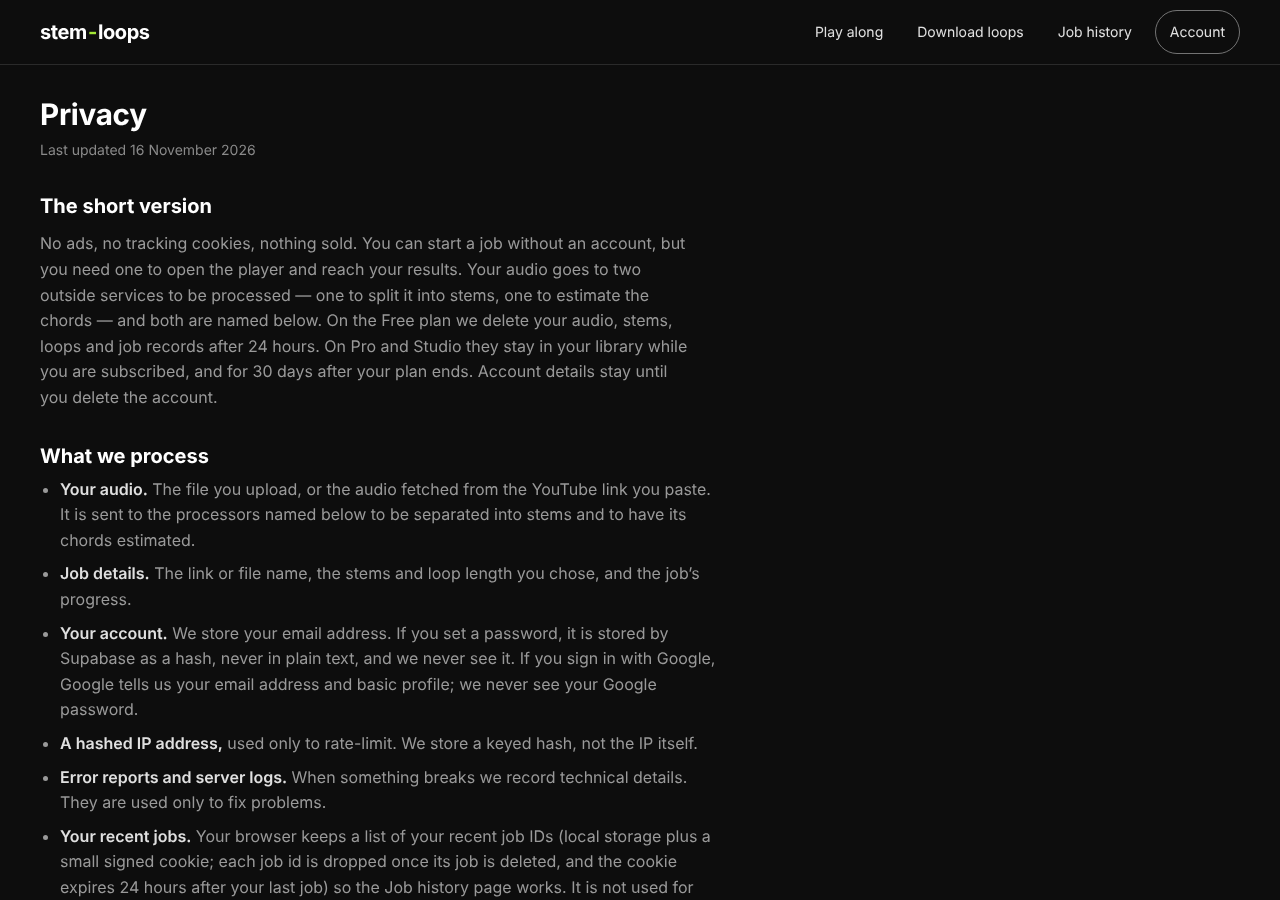 stem-loops
Play along
Download loops
Job history
Account
Privacy
Last updated 16 November 2026
The short version
No ads, no tracking cookies, nothing sold. You can start a job without an account, but
you need one to open the player and reach your results. Your audio goes to two
outside services to be processed — one to split it into stems, one to estimate the
chords — and both are named below. On the Free plan we delete your audio, stems,
loops and job records after 24 hours. On Pro and Studio they stay in your library while
you are subscribed, and for 30 days after your plan ends. Account details stay until
you delete the account.
What we process
• Your audio. The file you upload, or the audio fetched from the YouTube link you paste.
It is sent to the processors named below to be separated into stems and to have its
chords estimated.
• Job details. The link or file name, the stems and loop length you chose, and the job’s
progress.
• Your account. We store your email address. If you set a password, it is stored by
Supabase as a hash, never in plain text, and we never see it. If you sign in with Google,
Google tells us your email address and basic profile; we never see your Google
password.
• A hashed IP address, used only to rate-limit. We store a keyed hash, not the IP itself.
• Error reports and server logs. When something breaks we record technical details.
They are used only to fix problems.
• Your recent jobs. Your browser keeps a list of your recent job IDs (local storage plus a
small signed cookie; each job id is dropped once its job is deleted, and the cookie
expires 24 hours after your last job) so the Job history page works. It is not used for